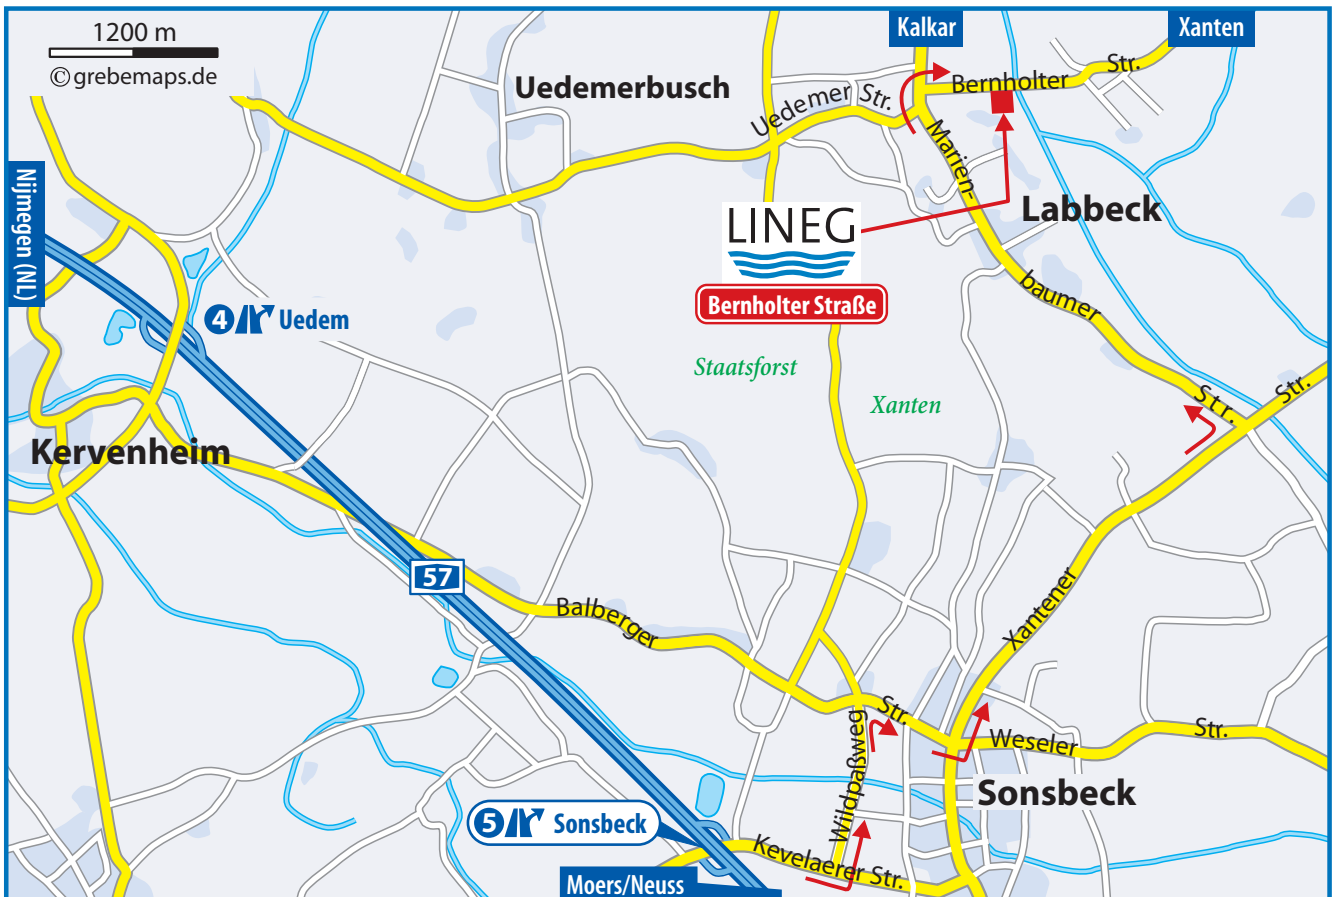 1200 m
© grebemaps.de
Kalkar
Xanten
Uedemerbusch
Bernholter
Str.
Uedemer Str.
Marien-
Nijmegen (NL)
Labbeck
LINEG
Bernholter Straße
baumer
Str.
4 Uedem
Staatsforst
Xanten
Str.
Kervenheim
57
Balberger
Xantener
Str.
Wildpaßweg
Weseler
Str.
Sonsbeck
5 Sonsbeck
Kevelaerer Str.
Moers/Neuss